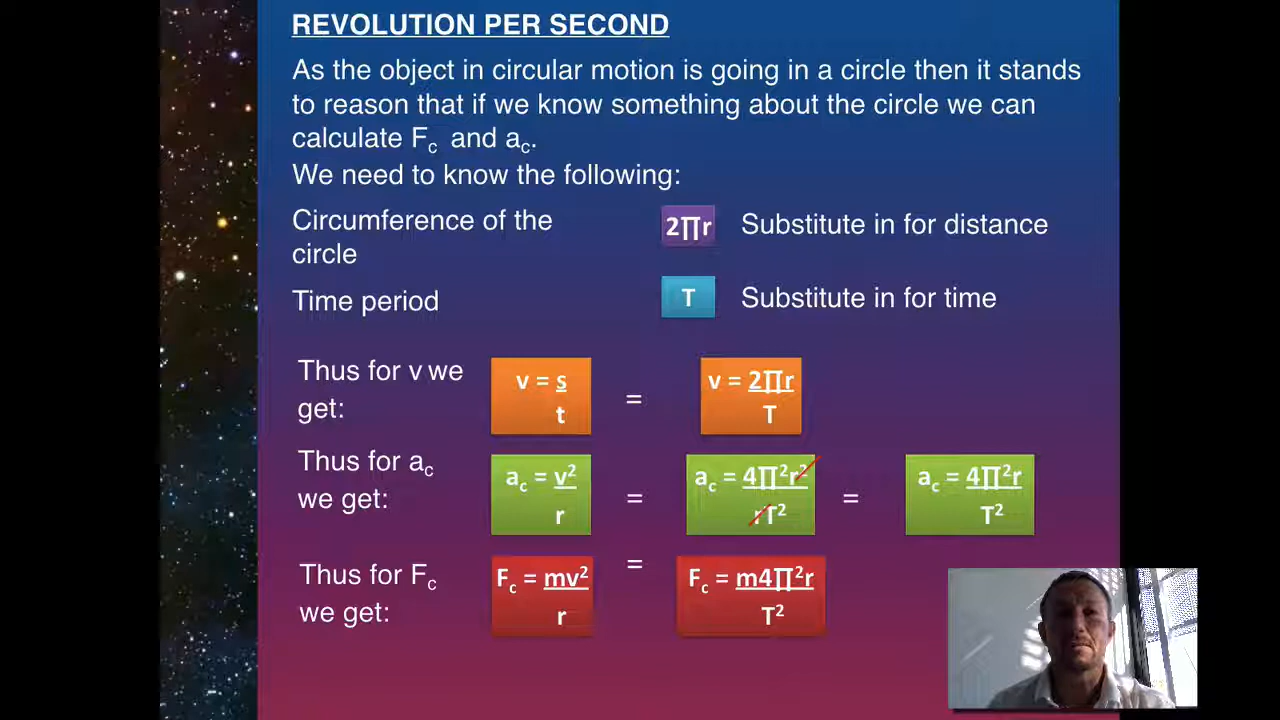 REVOLUTION PER SECOND
As the object in circular motion is going in a circle then it stands
to reason that if we know something about the circle we can
calculate Fc and ac.
We need to know the following:
Circumference of the
circle
2∏r
Substitute in for distance
Time period
T
Substitute in for time
Thus for v we
get:
v = s
t
=
v = 2∏r
T
Thus for ac
we get:
ac = v²
r
=
ac = 4∏²r²
rT²
=
ac = 4∏²r
T²
Thus for Fc
we get:
Fc = mv²
r
=
Fc = m4∏²r
T²